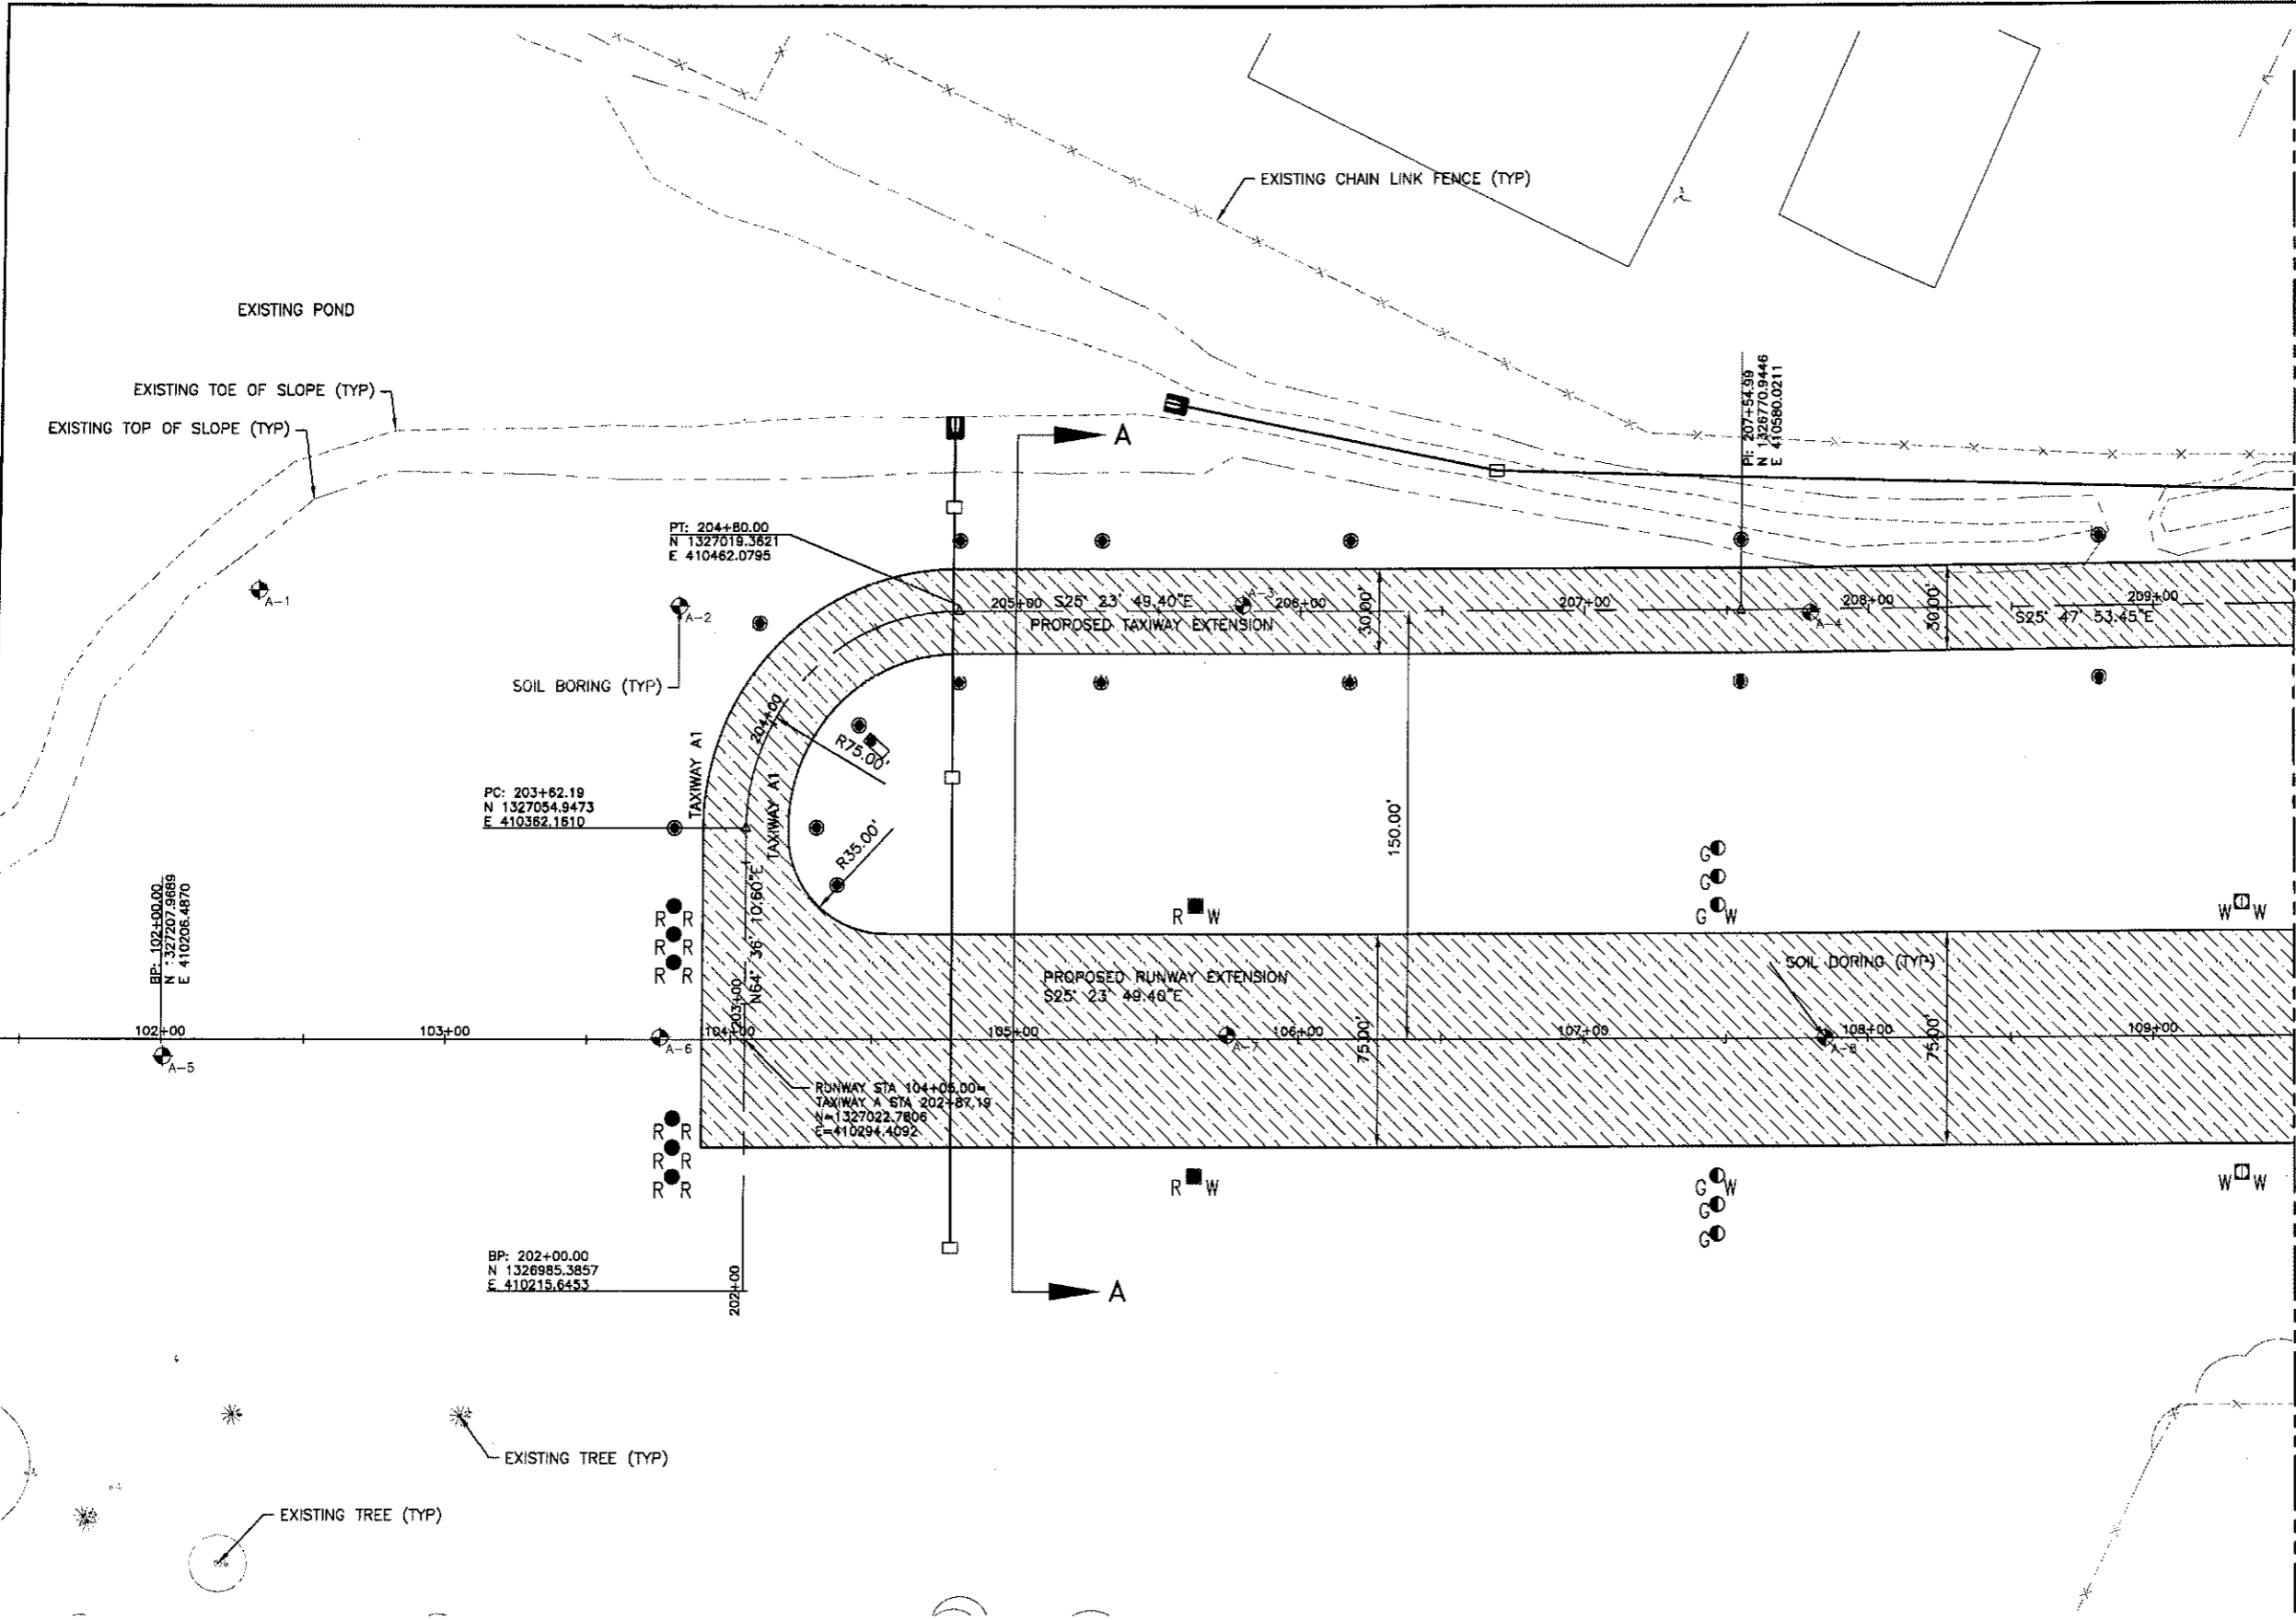 EXISTING CHAIN LINK FENCE (TYP)
EXISTING POND
EXISTING TOE OF SLOPE (TYP)
EXISTING TOP OF SLOPE (TYP)
A
PI: 207+54.99
N 1326770.9446
E 410580.0211
PT: 204+80.00
N 1327019.3621
E 410462.0795
A-1
A-2
SOIL BORING (TYP)
205+00
S25° 23' 49.40"E
A-3
206+00
PROPOSED TAXIWAY EXTENSION
30.00'
207+00
A-4
208+00
30.00'
209+00
S25° 47' 53.45"E
204+00
R75.00'
TAXIWAY A1
TAXIWAY A1
PC: 203+62.19
N 1327054.9473
E 410362.1610
R35.00'
150.00'
N64° 36' 10.60"E
203+00
BP: 102+00.00
N 1327207.9689
E 410206.4870
R R
R R
R R
R W
G
G
G W
W W
PROPOSED RUNWAY EXTENSION
S25° 23' 49.40"E
SOIL BORING (TYP)
102+00
A-5
103+00
A-6
104+00
105+00
A-7
106+00
75.00'
107+00
A-8
108+00
75.00'
109+00
RUNWAY STA 104+05.00=
TAXIWAY A STA 202+87.19
N=1327022.7806
E=410294.4092
R R
R R
R R
R W
G W
G
G
W W
BP: 202+00.00
N 1326985.3857
E 410215.6453
202+00
A
EXISTING TREE (TYP)
EXISTING TREE (TYP)